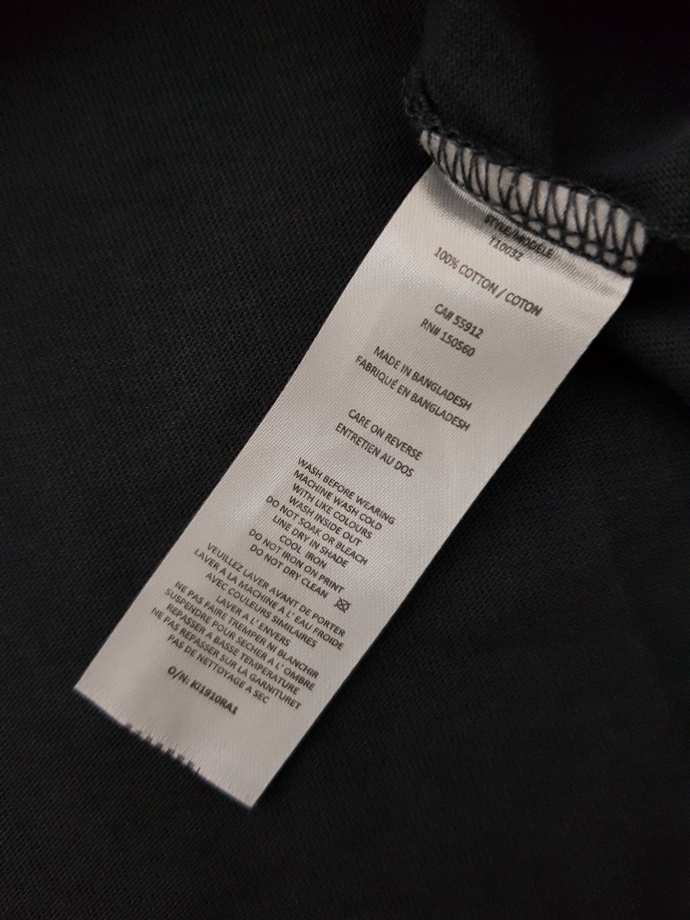 STYLE/MODÈLE
710032
100% COTTON / COTON
CA# 55912
RN# 150560
MADE IN BANGLADESH
FABRIQUÉ EN BANGLADESH
CARE ON REVERSE
ENTRETIEN AU DOS
WASH BEFORE WEARING
MACHINE WASH COLD
WITH LIKE COLOURS
WASH INSIDE OUT
DO NOT SOAK OR BLEACH
LINE DRY IN SHADE
COOL IRON
DO NOT IRON ON PRINT
DO NOT DRY CLEAN
VEUILLEZ LAVER AVANT DE PORTER
LAVER A LA MACHINE A L' EAU FROIDE
AVEC COULEURS SIMILAIRES
LAVER A L' ENVERS
NE PAS FAIRE TREMPER NI BLANCHIR
SUSPENDRE POUR SECHER A L' OMBRE
REPASSER A BASSE TEMPERATURE
NE PAS REPASSER SUR LA GARNITURET
PAS DE NETTOYAGE A SEC
O/N: KI1910RA1